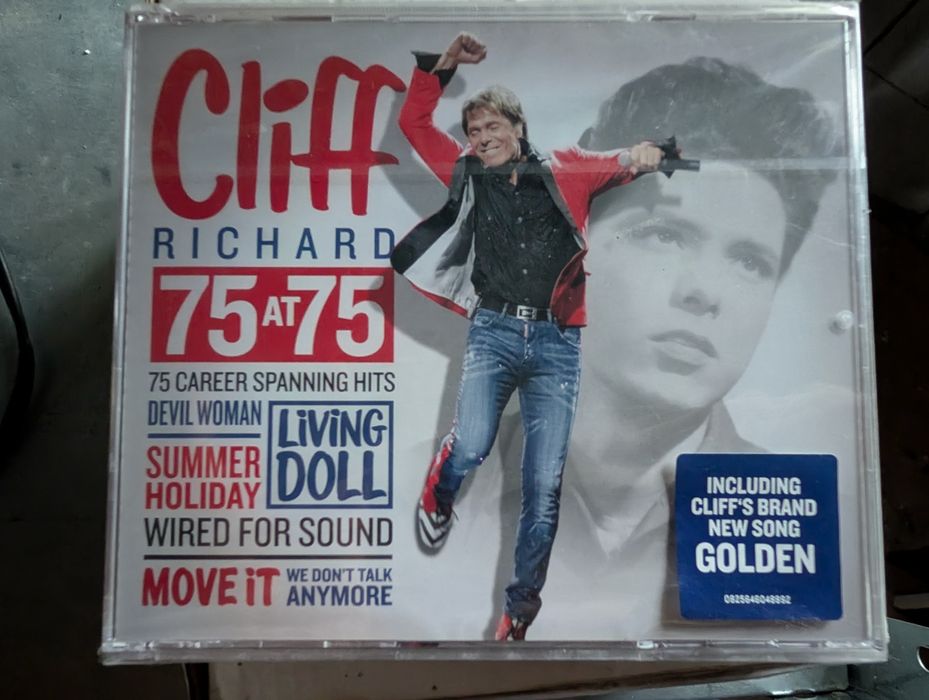 Cliff
RICHARD
75 AT 75
75 CAREER SPANNING HITS
DEVIL WOMAN
LiViNG
DOLL
SUMMER
HOLIDAY
WIRED FOR SOUND
MOVE iT
WE DON'T TALK
ANYMORE
INCLUDING
CLIFF'S BRAND
NEW SONG
GOLDEN